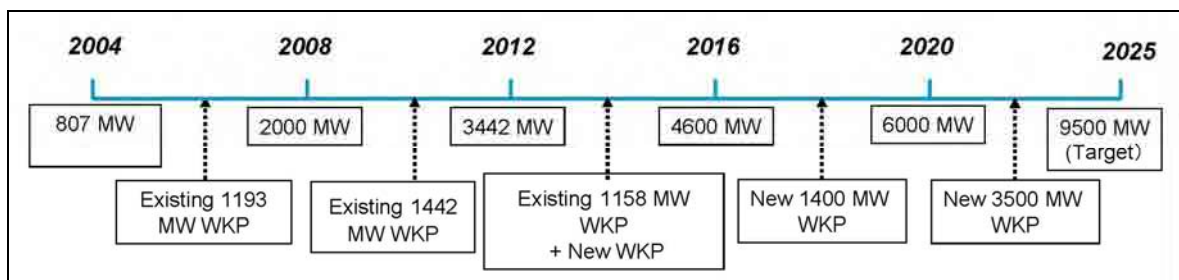 2004 2008 2012 2016 2020 2025
807 MW 2000 MW 3442 MW 4600 MW 6000 MW 9500 MW
(Target)
Existing 1193
MW WKP
Existing 1442
MW WKP
Existing 1158 MW
WKP
+ New WKP
New 1400 MW
WKP
New 3500 MW
WKP